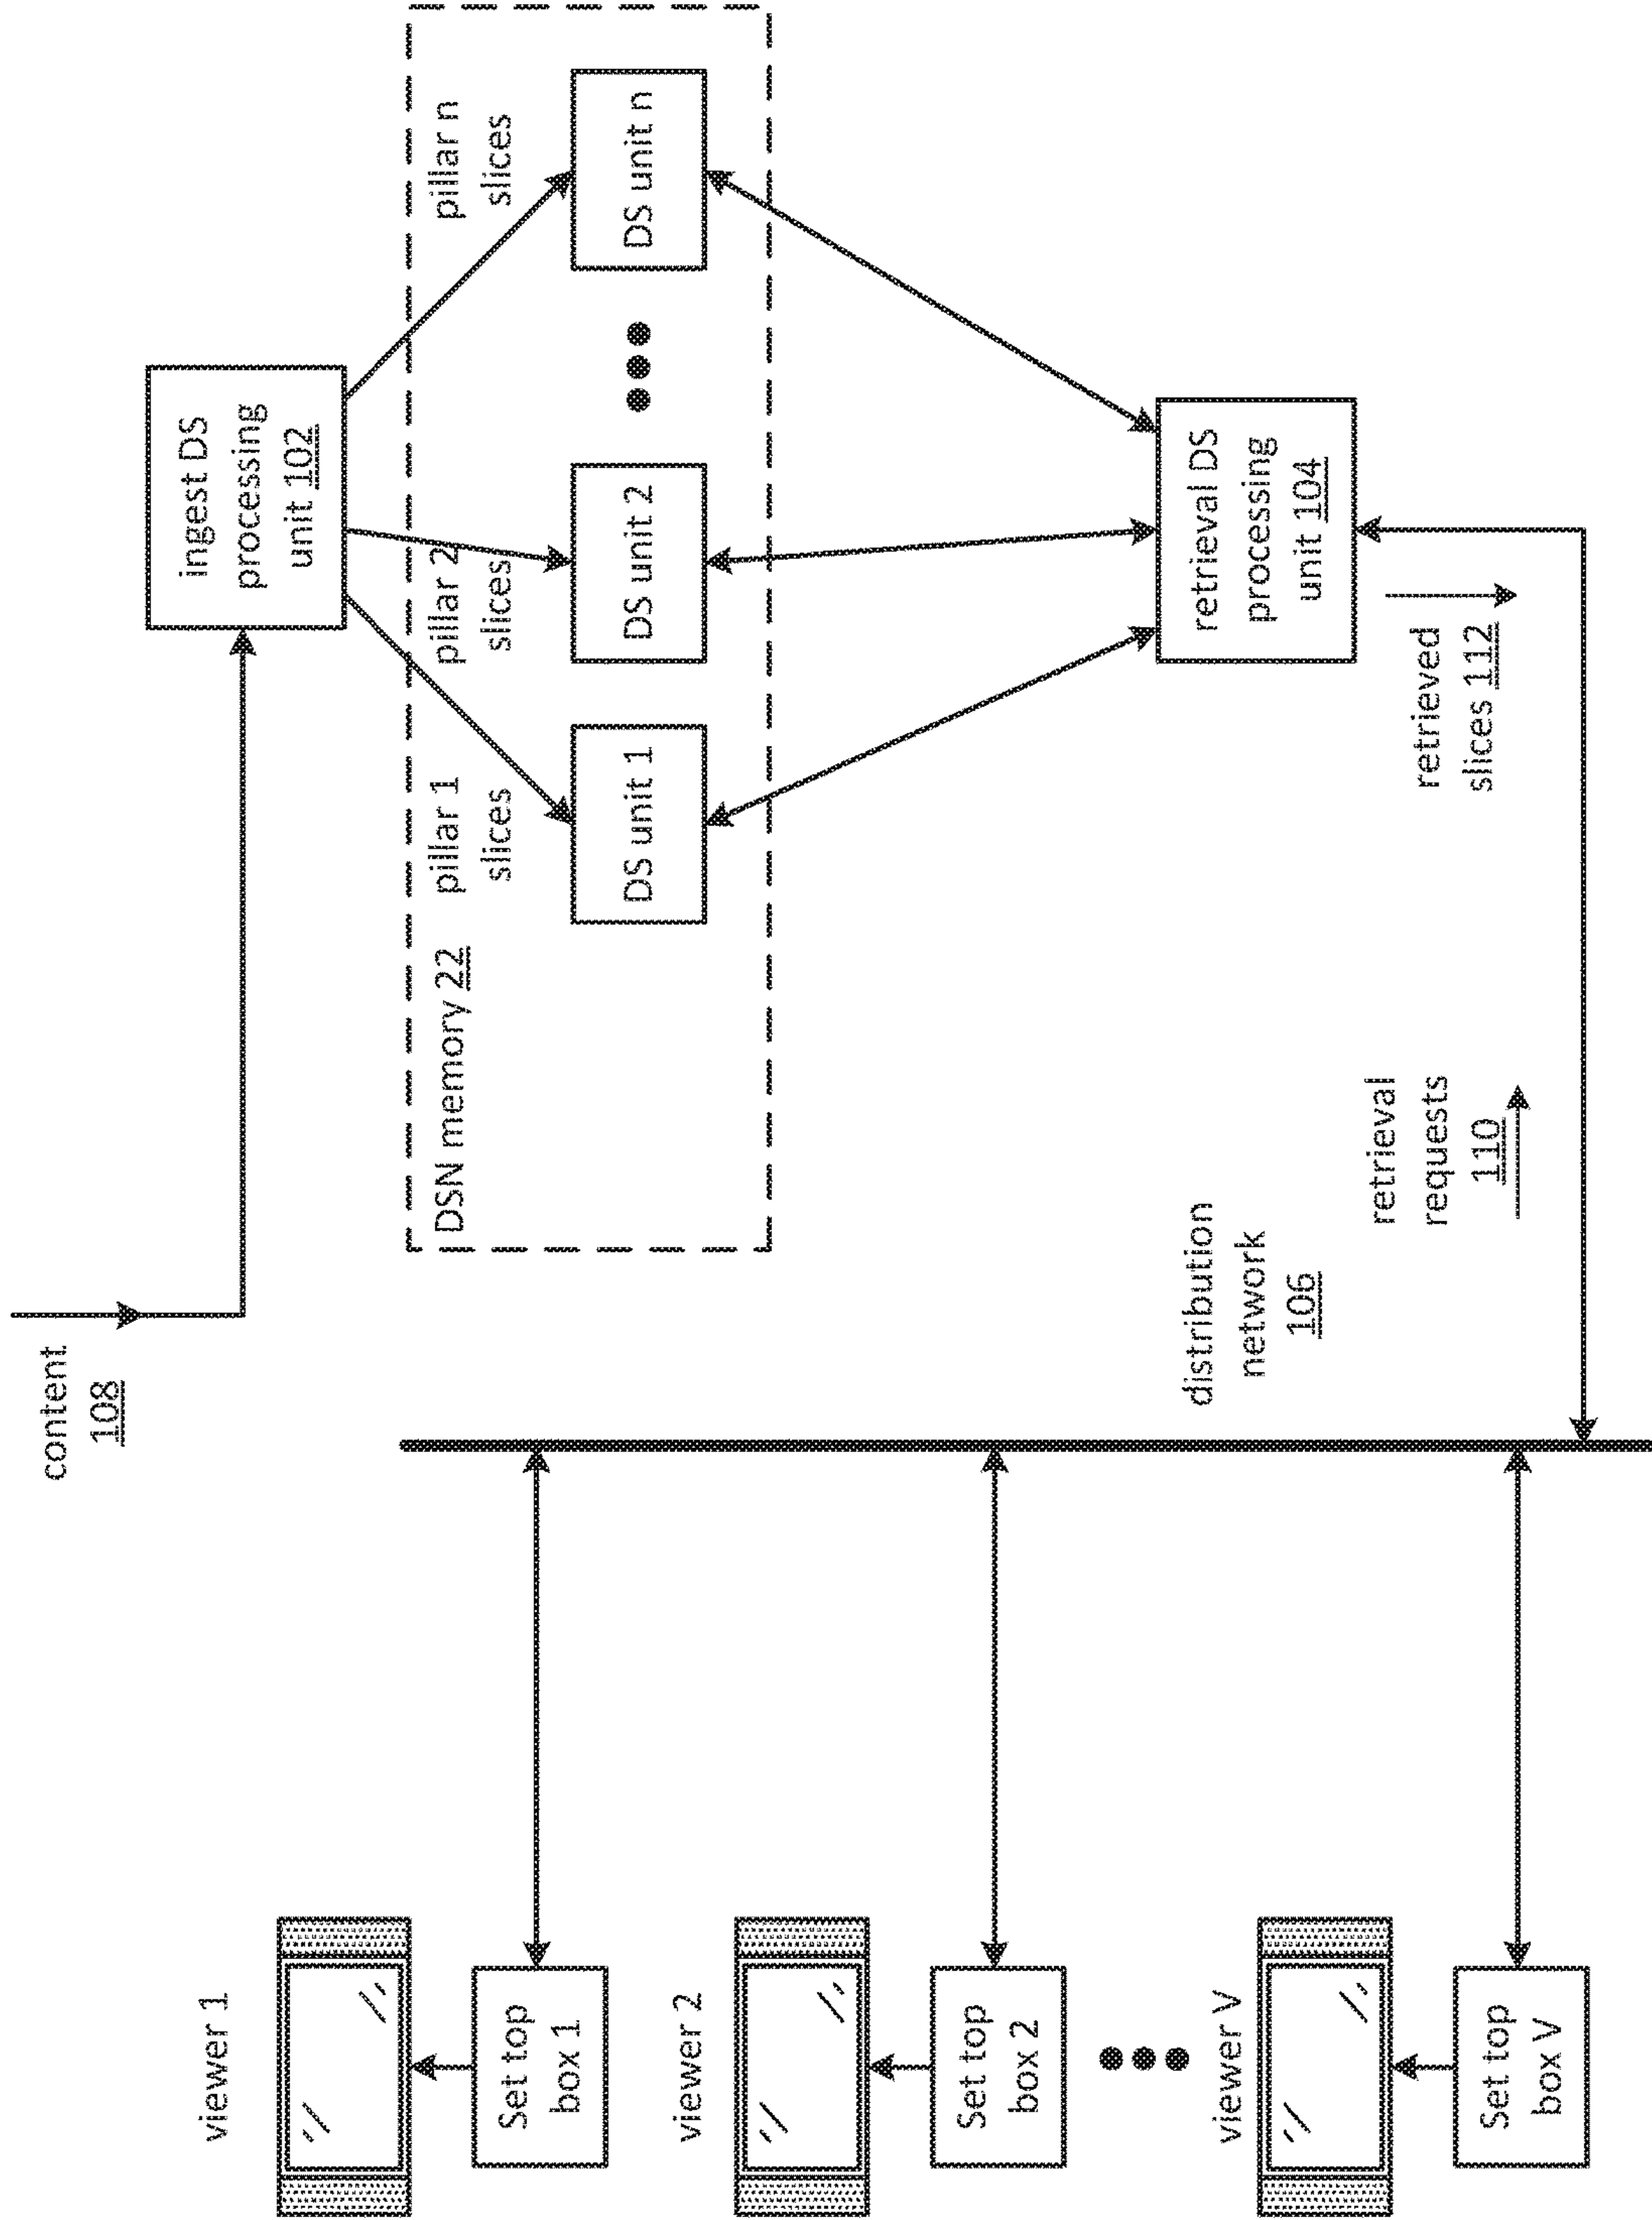 viewer 1
Set top
box 1
viewer 2
Set top
box 2
viewer V
Set top
box V
content
108
distribution
network
106
retrieval
requests
110
DSN memory 22
pillar 1
slices
pillar 2
slices
pillar n
slices
ingest DS
processing
unit 102
DS unit 1
DS unit 2
DS unit n
retrieval DS
processing
unit 104
retrieved
slices 112